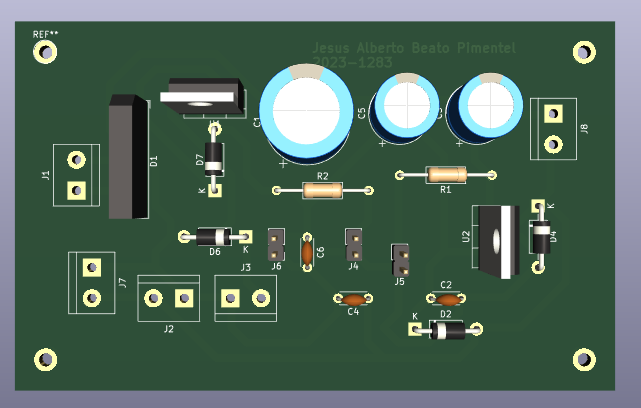 REF**
Jesus Alberto Beato Pimentel
2023-1283
C1
C5
J8
J1
D1
D7
K
K
R2
R1
K
U2
D4
D6
K
J6
C6
J4
J5
J7
J3
J2
C4
C2
D2
K